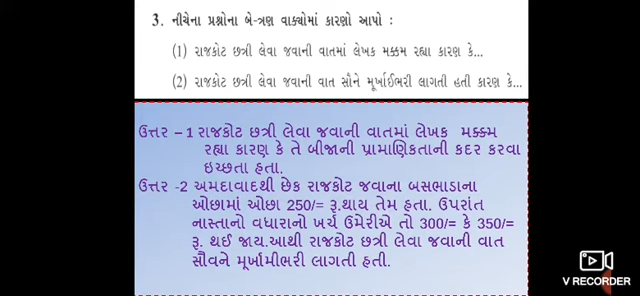 3. નીચેના પ્રશ્નોના બે-ત્રણ વાક્યોમાં કારણો આપો :
(1) રાજકોટ છત્રી લેવા જવાની વાતમાં લેખક મક્કમ રહ્યા કારણ કે...
(2) રાજકોટ છત્રી લેવા જવાની વાત સૌને મૂર્ખાઈભરી લાગતી હતી કારણ કે...
ઉત્તર – 1 રાજકોટ છત્રી લેવા જવાની વાતમાં લેખક મક્કમ
રહ્યા કારણ કે તે બીજાની પ્રામાણિકતાની કદર કરવા
ઇચ્છતા હતા.
ઉત્તર -2 અમદાવાદથી છેક રાજકોટ જવાના બસભાડાના
ઓછામાં ઓછા 250/= રૂ.થાય તેમ હતા. ઉપરાંત
નાસ્તાનો વધારાનો ખર્ચ ઉમેરીએ તો 300/= કે 350/=
રૂ. થઈ જાય.આથી રાજકોટ છત્રી લેવા જવાની વાત
સૌવને મૂર્ખામીભરી લાગતી હતી.
V RECORDER